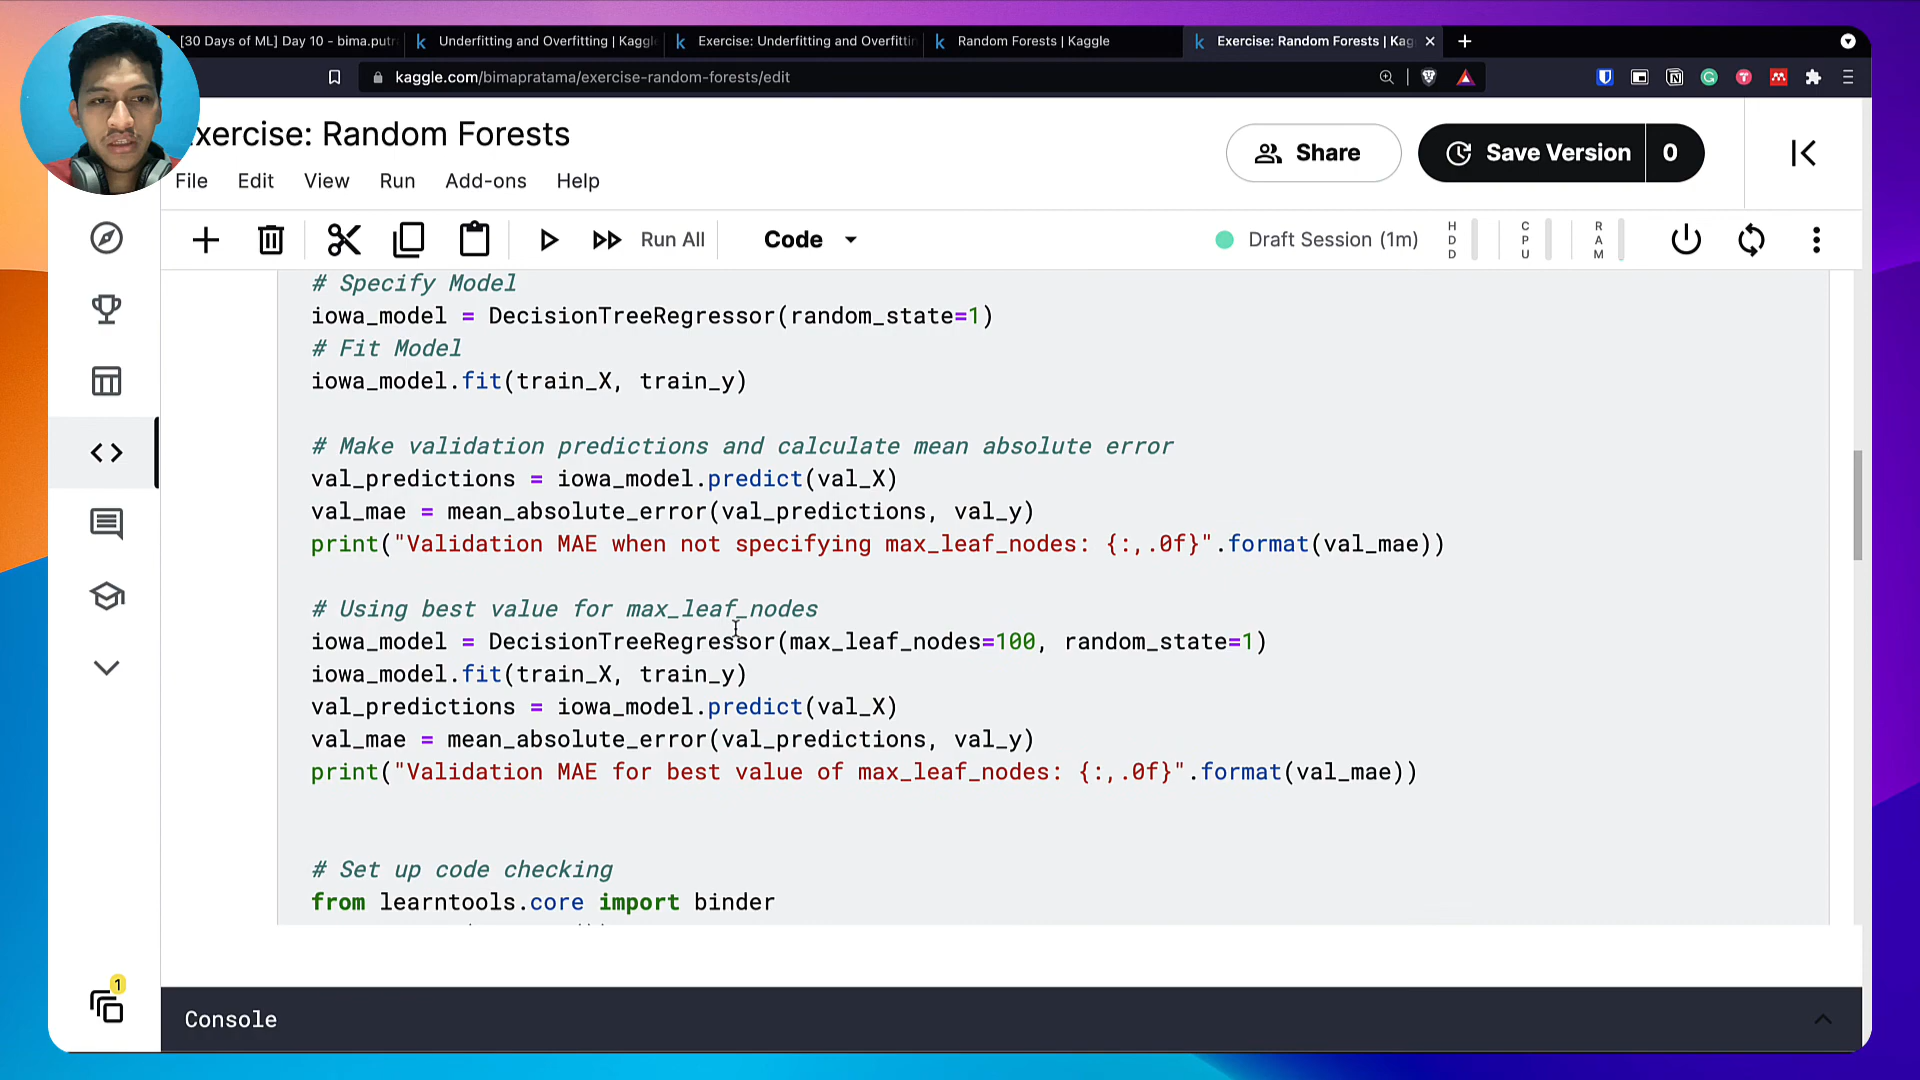 [30 Days of ML] Day 10 - bima.putr
Underfitting and Overfitting | Kaggl
Exercise: Underfitting and Overfittin
Random Forests | Kaggle
Exercise: Random Forests | Kag
kaggle.com/bimapratama/exercise-random-forests/edit
xercise: Random Forests
Share
Save Version
0
File
Edit
View
Run
Add-ons
Help
Run All
Code
Draft Session (1m)
HDD
CPU
RAM
# Specify Model
iowa_model = DecisionTreeRegressor(random_state=1)
# Fit Model
iowa_model.fit(train_X, train_y)
# Make validation predictions and calculate mean absolute error
val_predictions = iowa_model.predict(val_X)
val_mae = mean_absolute_error(val_predictions, val_y)
print("Validation MAE when not specifying max_leaf_nodes: {:,.0f}".format(val_mae))
# Using best value for max_leaf_nodes
iowa_model = DecisionTreeRegressor(max_leaf_nodes=100, random_state=1)
iowa_model.fit(train_X, train_y)
val_predictions = iowa_model.predict(val_X)
val_mae = mean_absolute_error(val_predictions, val_y)
print("Validation MAE for best value of max_leaf_nodes: {:,.0f}".format(val_mae))
# Set up code checking
from learntools.core import binder
1
Console